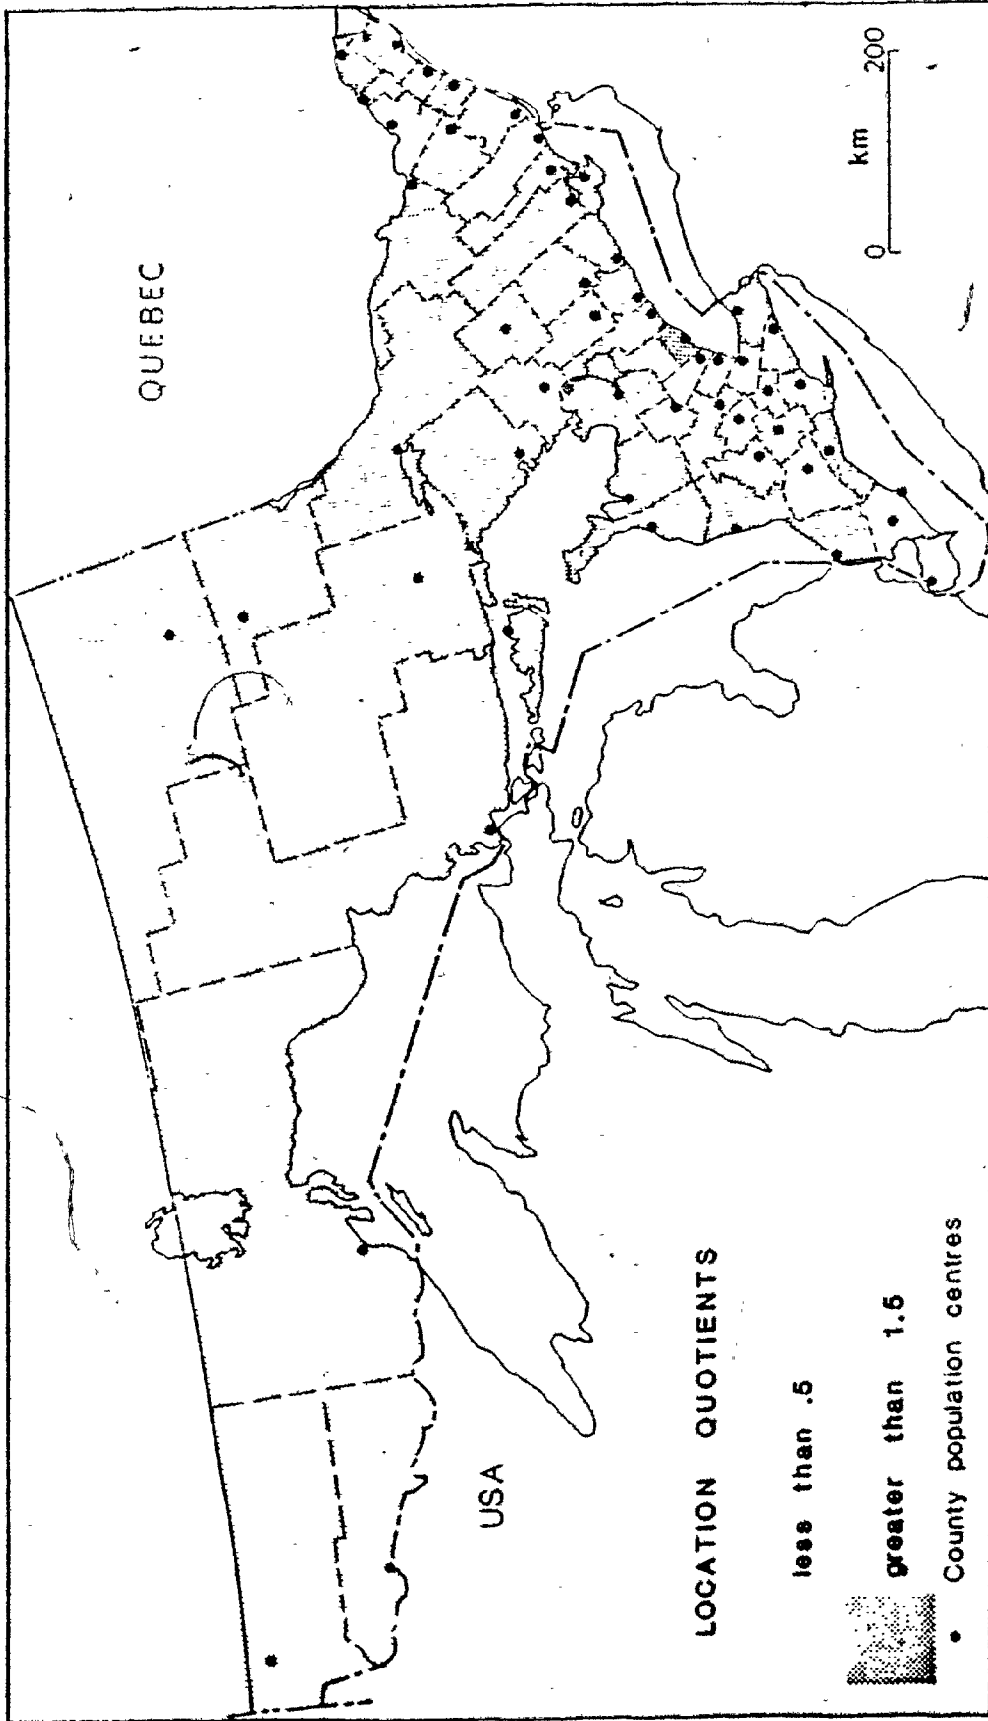 QUEBEC
USA
km
0 200
LOCATION QUOTIENTS
less than .5
greater than 1.5
County population centres